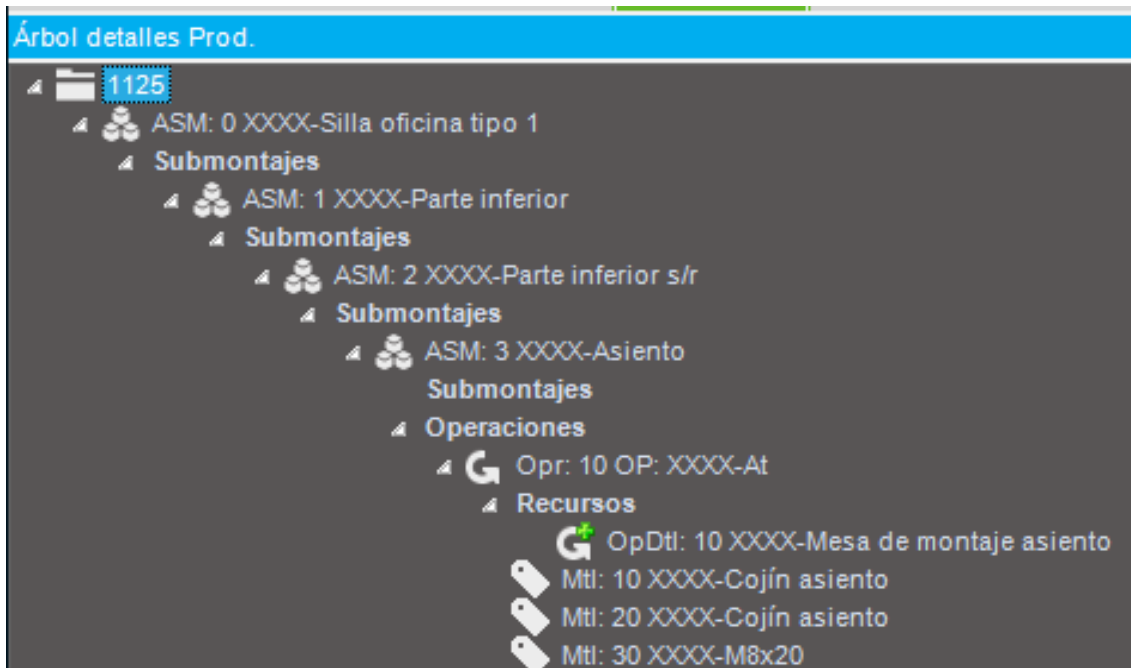 Árbol detalles Prod.
1125
ASM: 0 XXXX-Silla oficina tipo 1
Submontajes
ASM: 1 XXXX-Parte inferior
Submontajes
ASM: 2 XXXX-Parte inferior s/r
Submontajes
ASM: 3 XXXX-Asiento
Submontajes
Operaciones
Opr: 10 OP: XXXX-At
Recursos
OpDtl: 10 XXXX-Mesa de montaje asiento
Mtl: 10 XXXX-Cojín asiento
Mtl: 20 XXXX-Cojín asiento
Mtl: 30 XXXX-M8x20